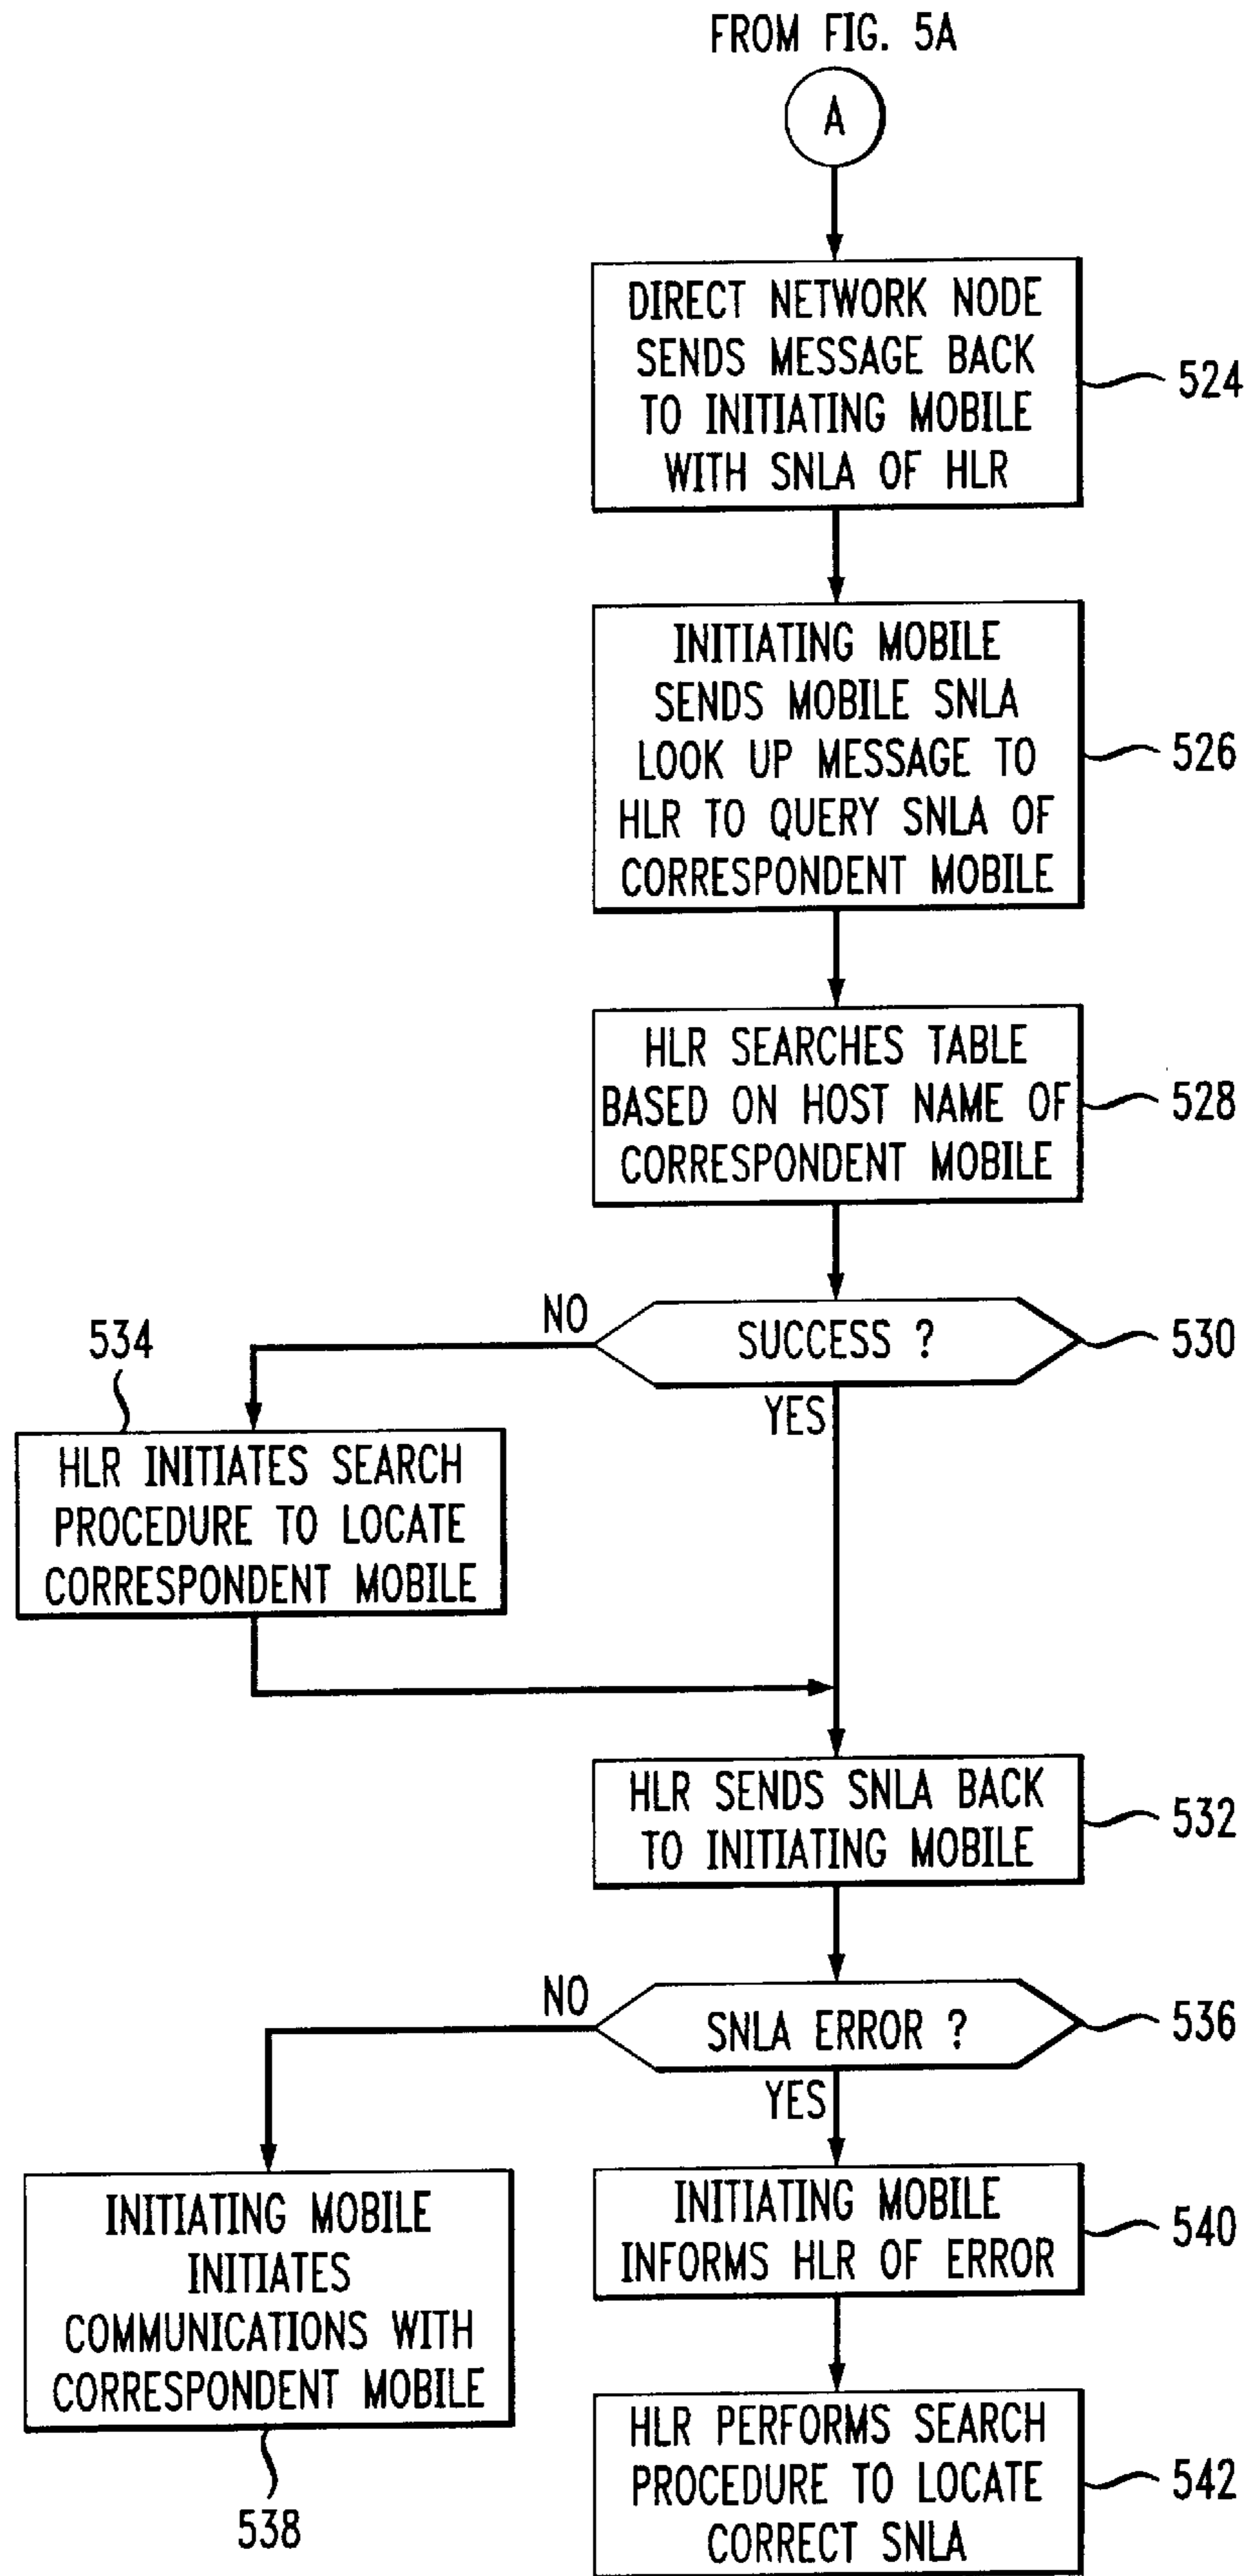 FROM FIG. 5A
A
DIRECT NETWORK NODE
SENDS MESSAGE BACK
TO INITIATING MOBILE
WITH SNLA OF HLR
524
INITIATING MOBILE
SENDS MOBILE SNLA
LOOK UP MESSAGE TO
HLR TO QUERY SNLA OF
CORRESPONDENT MOBILE
526
HLR SEARCHES TABLE
BASED ON HOST NAME OF
CORRESPONDENT MOBILE
528
NO
SUCCESS ?
530
YES
534
HLR INITIATES SEARCH
PROCEDURE TO LOCATE
CORRESPONDENT MOBILE
HLR SENDS SNLA BACK
TO INITIATING MOBILE
532
NO
SNLA ERROR ?
536
YES
INITIATING MOBILE
INITIATES
COMMUNICATIONS WITH
CORRESPONDENT MOBILE
538
INITIATING MOBILE
INFORMS HLR OF ERROR
540
HLR PERFORMS SEARCH
PROCEDURE TO LOCATE
CORRECT SNLA
542